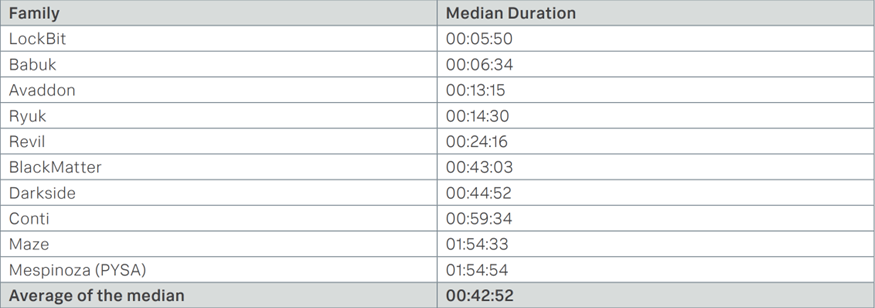 Family Median Duration
LockBit 00:05:50
Babuk 00:06:34
Avaddon 00:13:15
Ryuk 00:14:30
Revil 00:24:16
BlackMatter 00:43:03
Darkside 00:44:52
Conti 00:59:34
Maze 01:54:33
Mespinoza (PYSA) 01:54:54
Average of the median 00:42:52